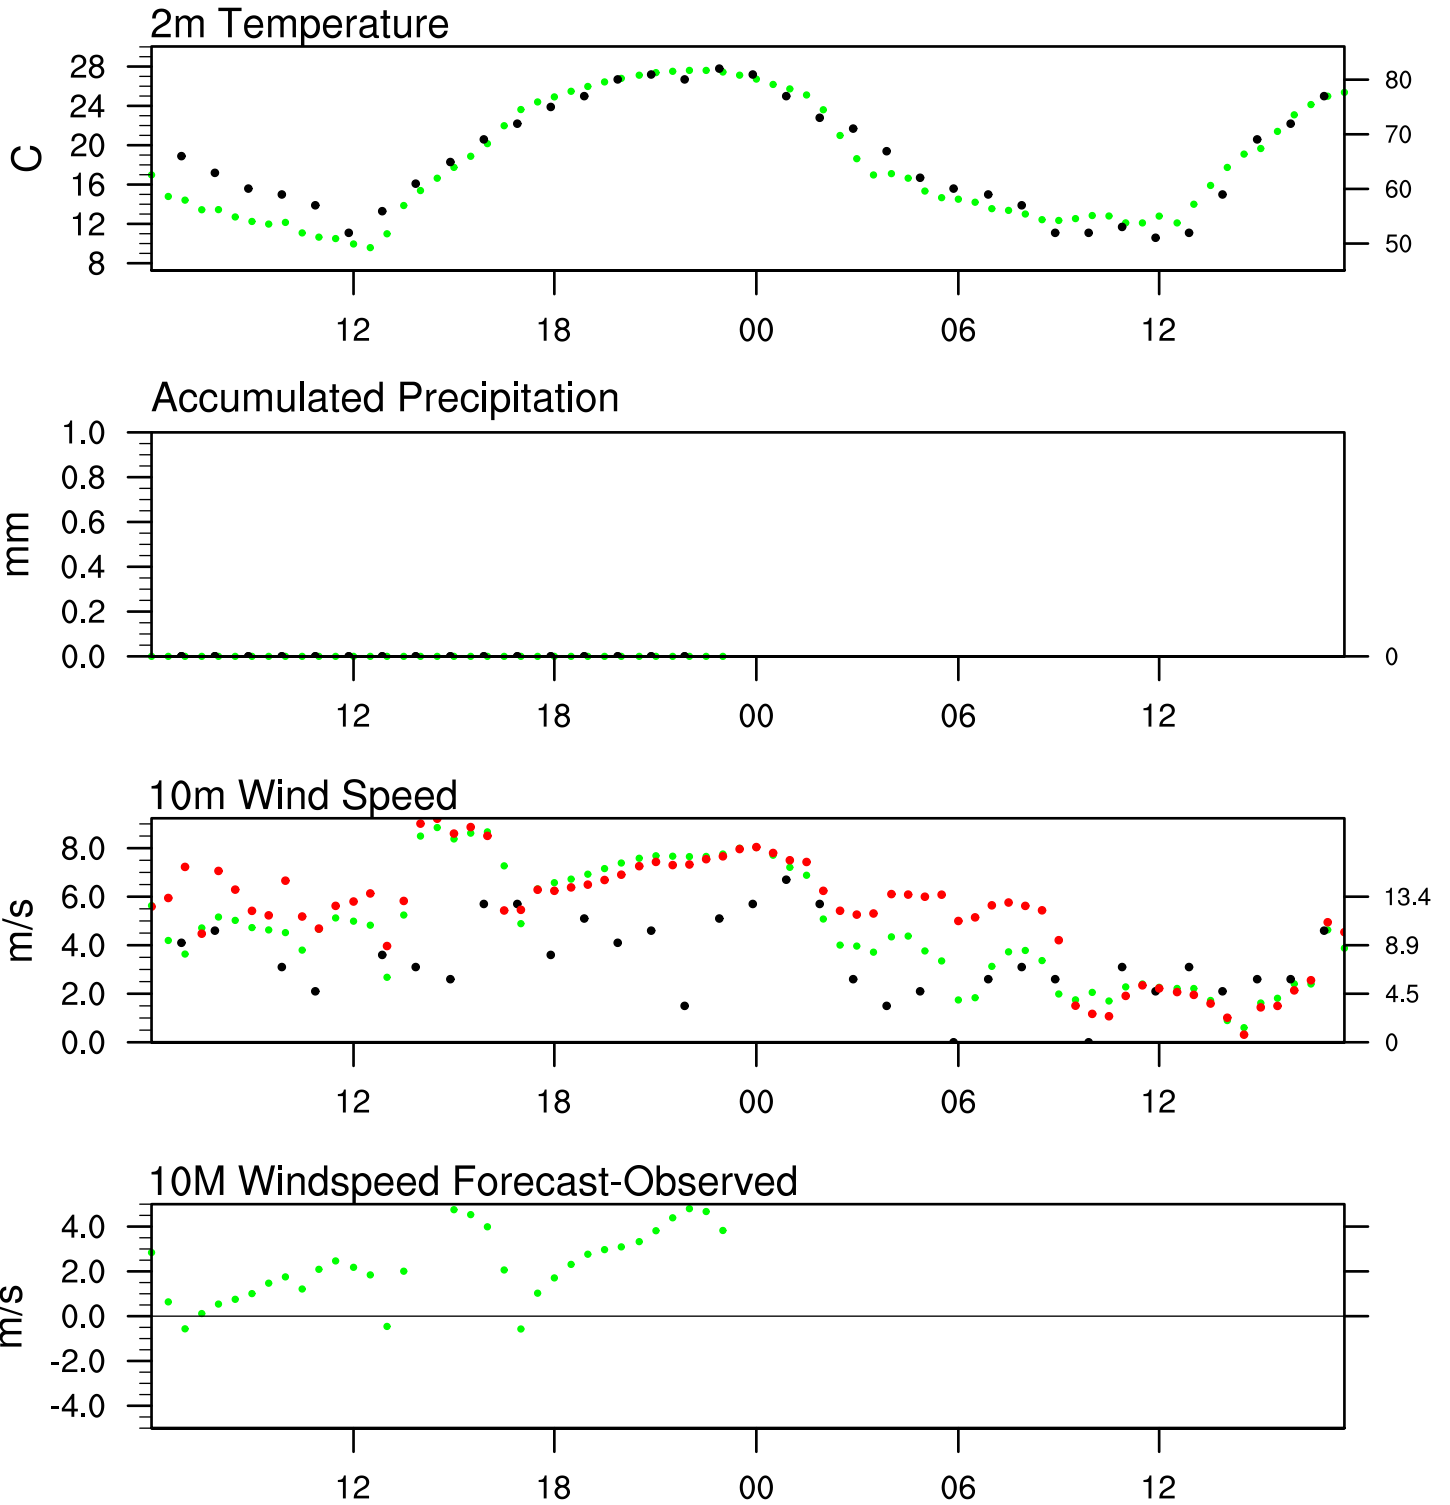 2m Temperature
28
24
20
16
12
8
C
80
70
60
50
12 18 00 06 12
Accumulated Precipitation
1.0
0.8
0.6
0.4
0.2
0.0
mm
0
12 18 00 06 12
10m Wind Speed
8.0
6.0
4.0
2.0
0.0
m/s
13.4
8.9
4.5
0
12 18 00 06 12
10M Windspeed Forecast-Observed
4.0
2.0
0.0
-2.0
-4.0
m/s
12 18 00 06 12